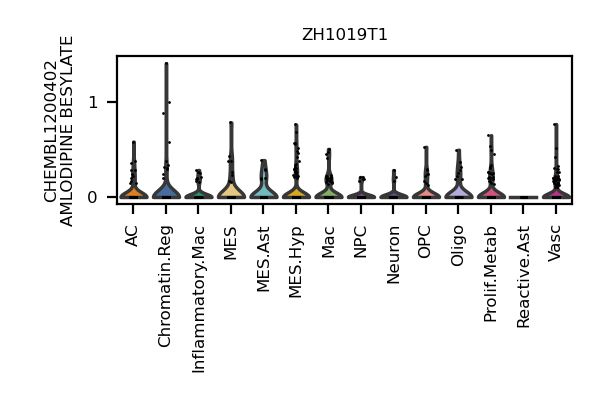 ZH1019T1
CHEMBL1200402
AMLODIPINE BESYLATE
1
0
AC
Chromatin.Reg
Inflammatory.Mac
MES
MES.Ast
MES.Hyp
Mac
NPC
Neuron
OPC
Oligo
Prolif.Metab
Reactive.Ast
Vasc